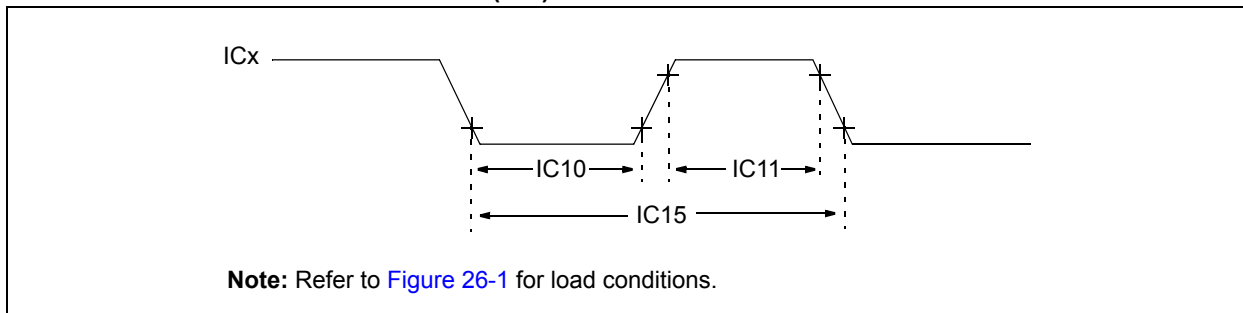 ICx
IC10
IC11
IC15
Note: Refer to Figure 26-1 for load conditions.